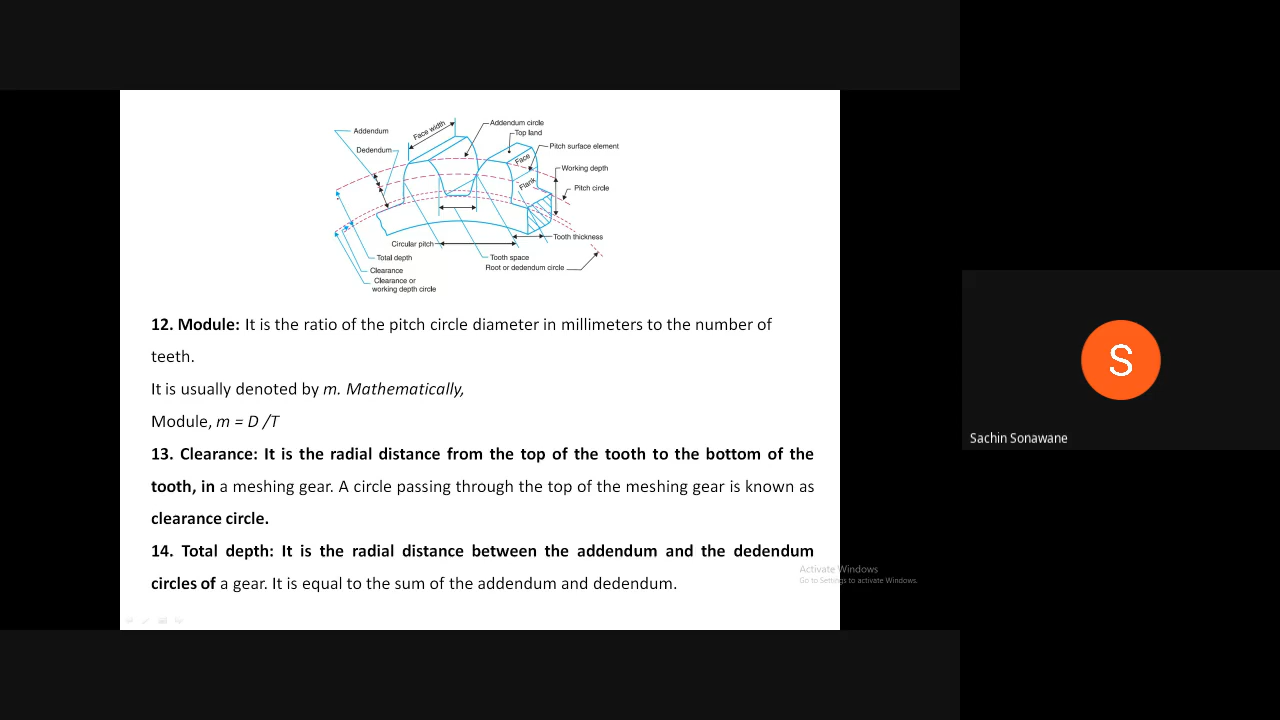 Addendum
Dedendum
Face width
Addendum circle
Top land
Pitch surface element
Face
Working depth
Flank
Pitch circle
Tooth thickness
Circular pitch
Total depth
Tooth space
Root or dedendum circle
Clearance
Clearance or
working depth circle
12. Module: It is the ratio of the pitch circle diameter in millimeters to the number of
teeth.
It is usually denoted by m. Mathematically,
Module, m = D /T
13. Clearance: It is the radial distance from the top of the tooth to the bottom of the
tooth, in a meshing gear. A circle passing through the top of the meshing gear is known as
clearance circle.
14. Total depth: It is the radial distance between the addendum and the dedendum
circles of a gear. It is equal to the sum of the addendum and dedendum.
Activate Windows
Go to Settings to activate Windows.
S
Sachin Sonawane